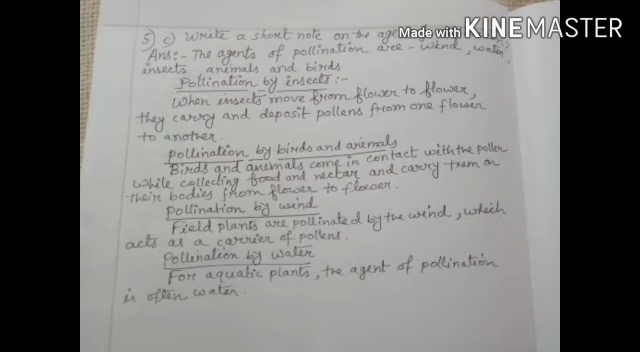 5) c) Write a short note on the age
Made with KINEMASTER
Ans:- The agents of pollination are - wind, water,
insects animals and birds
Pollination by insects:-
When insects move from flower to flower,
they carry and deposit pollens from one flower
to another.
Pollination by birds and animals
Birds and animals come in contact with the pollen
while collecting food and nectar and carry them on
their bodies from flower to flower.
Pollination by wind
Field plants are pollinated by the wind, which
acts as a carrier of pollens.
Pollination by water
For aquatic plants, the agent of pollination
is often water.